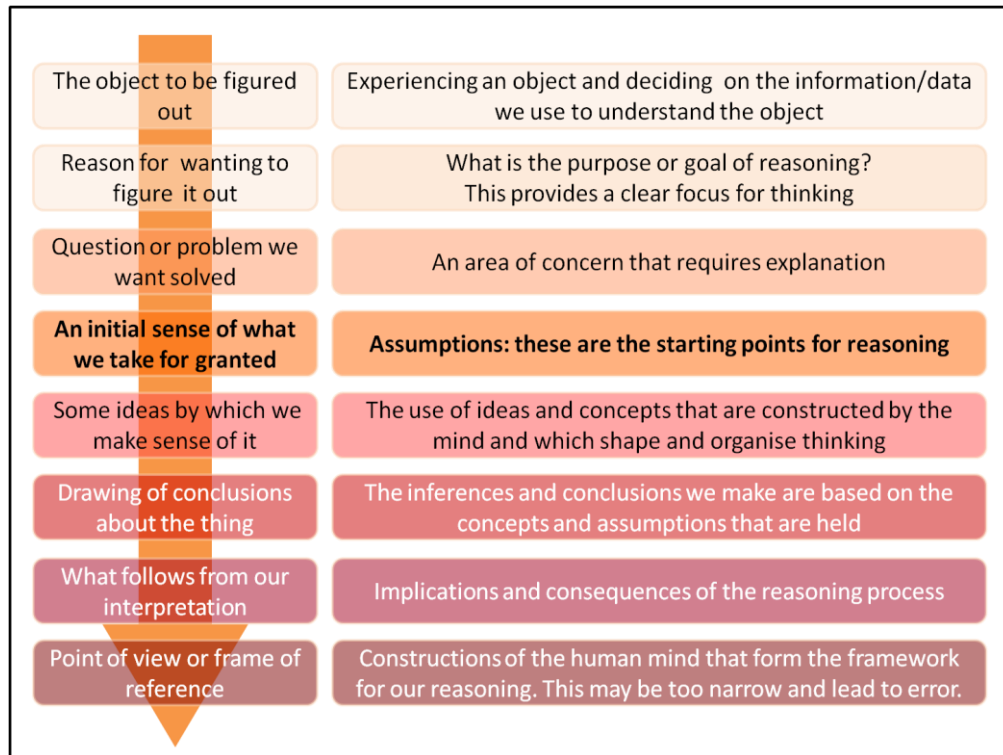 The object to be figured
out
Experiencing an object and deciding on the information/data
we use to understand the object
Reason for wanting to
figure it out
What is the purpose or goal of reasoning?
This provides a clear focus for thinking
Question or problem we
want solved
An area of concern that requires explanation
An initial sense of what
we take for granted
Assumptions: these are the starting points for reasoning
Some ideas by which we
make sense of it
The use of ideas and concepts that are constructed by the
mind and which shape and organise thinking
Drawing of conclusions
about the thing
The inferences and conclusions we make are based on the
concepts and assumptions that are held
What follows from our
interpretation
Implications and consequences of the reasoning process
Point of view or frame of
reference
Constructions of the human mind that form the framework
for our reasoning. This may be too narrow and lead to error.